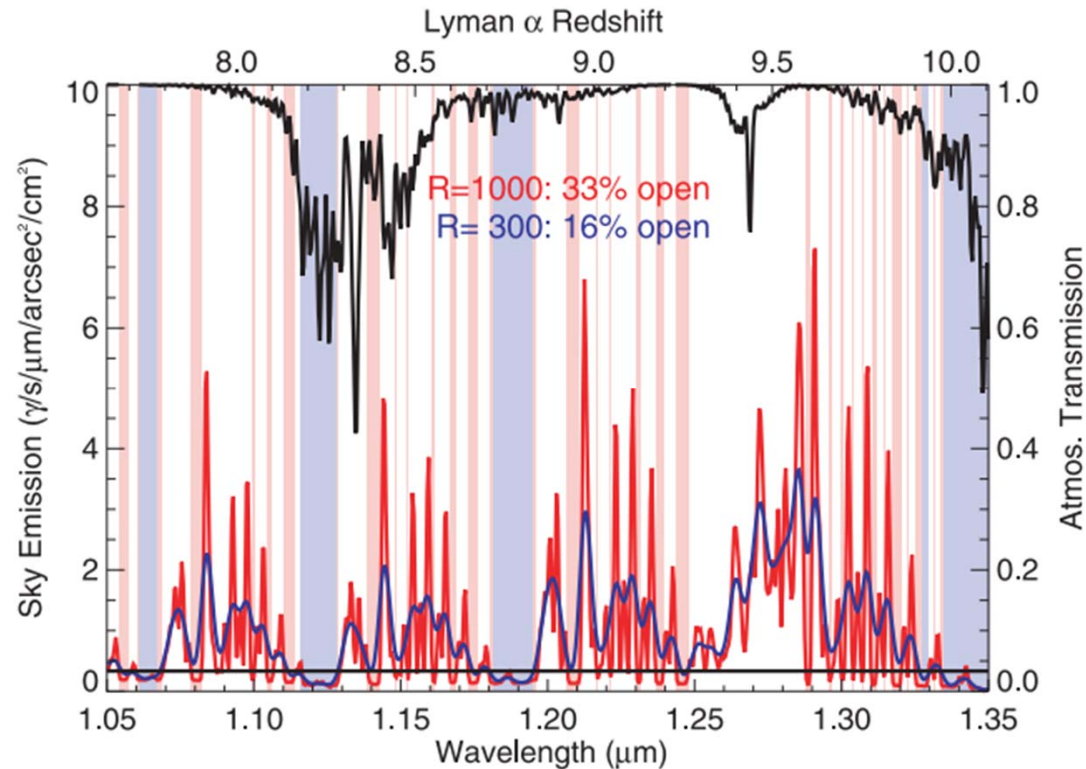 Lyman α Redshift
8.0 8.5 9.0 9.5 10.0
Sky Emission (γ/s/μm/arcsec²/cm²)
10
8
6
4
2
0
R=1000: 33% open
R= 300: 16% open
1.0
0.8
0.6
0.4
0.2
0.0
Atmos. Transmission
1.05 1.10 1.15 1.20 1.25 1.30 1.35
Wavelength (μm)